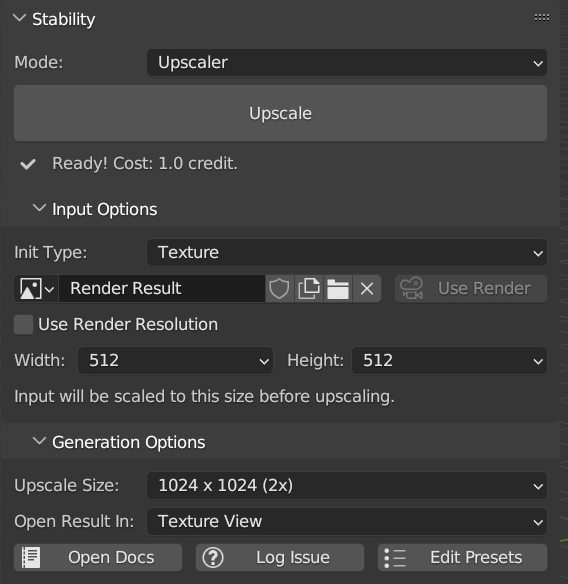 Stability
Mode: Upscaler
Upscale
Ready! Cost: 1.0 credit.
Input Options
Init Type: Texture
Render Result Use Render
Use Render Resolution
Width: 512 Height: 512
Input will be scaled to this size before upscaling.
Generation Options
Upscale Size: 1024 x 1024 (2x)
Open Result In: Texture View
Open Docs Log Issue Edit Presets